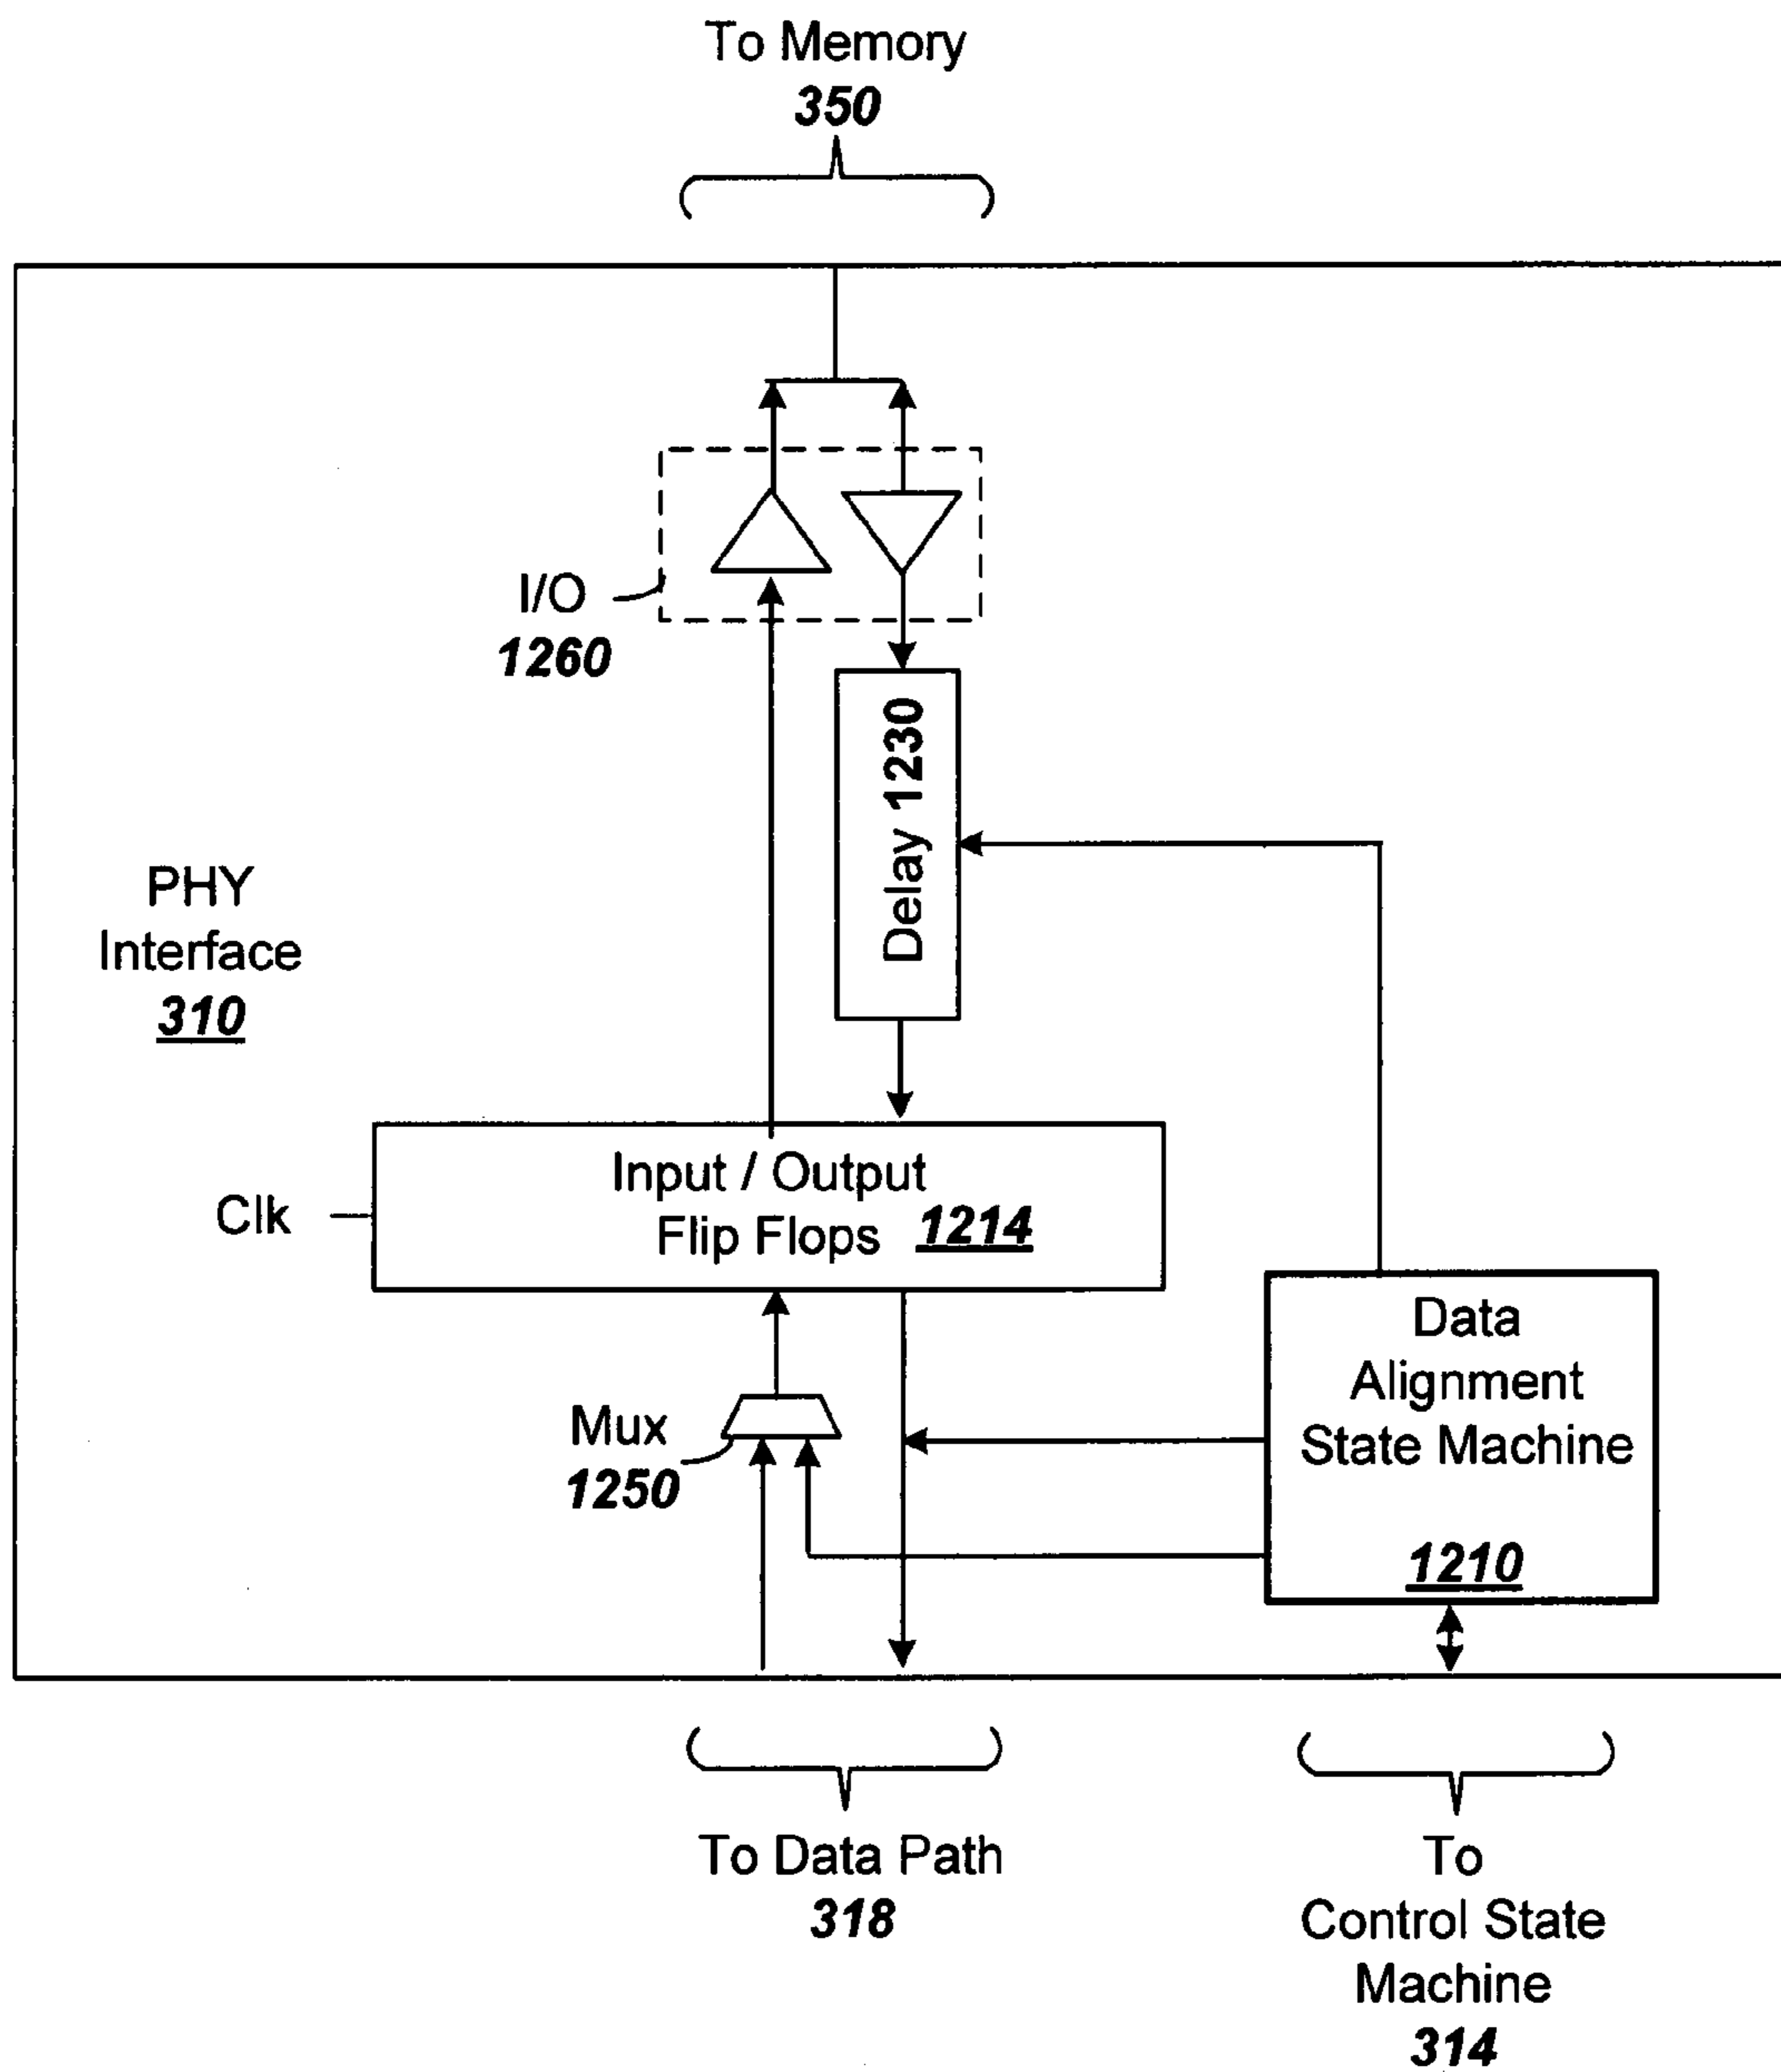 To Memory
350
I/O
1260
Delay 1230
PHY
Interface
310
Input / Output
Flip Flops 1214
Clk
Data
Alignment
State Machine
1210
Mux
1250
To Data Path
318
To
Control State
Machine
314